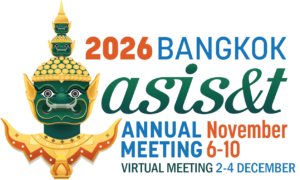 2026 BANGKOK
asis&t
ANNUAL November
MEETING 6-10
VIRTUAL MEETING 2-4 DECEMBER